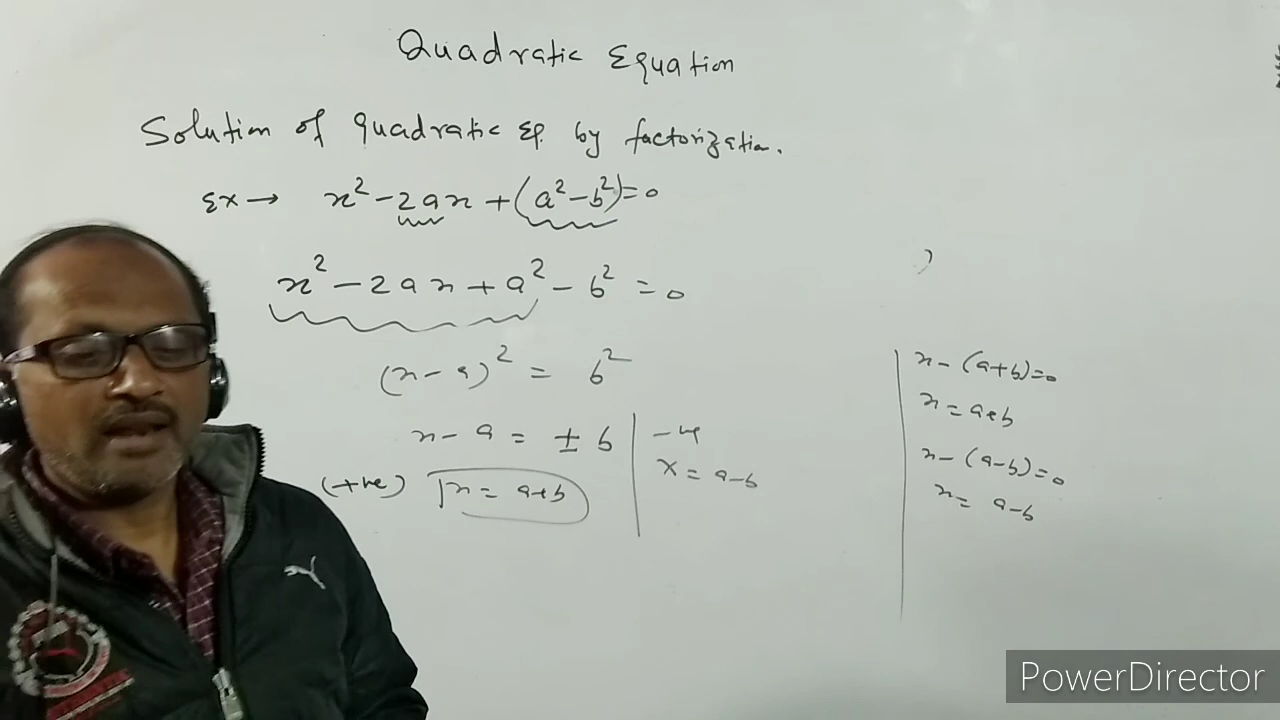 Quadratic Equation
Solution of quadratic Eq. by factorization.
Ex → x² - 2ax + (a² - b²) = 0
x² - 2ax + a² - b² = 0
(x - a)² = b²
x - a = ± b
(+ve) x = a+b
-ve
x = a-b
x - (a+b) = 0
x = a+b
x - (a-b) = 0
x = a-b
PowerDirector